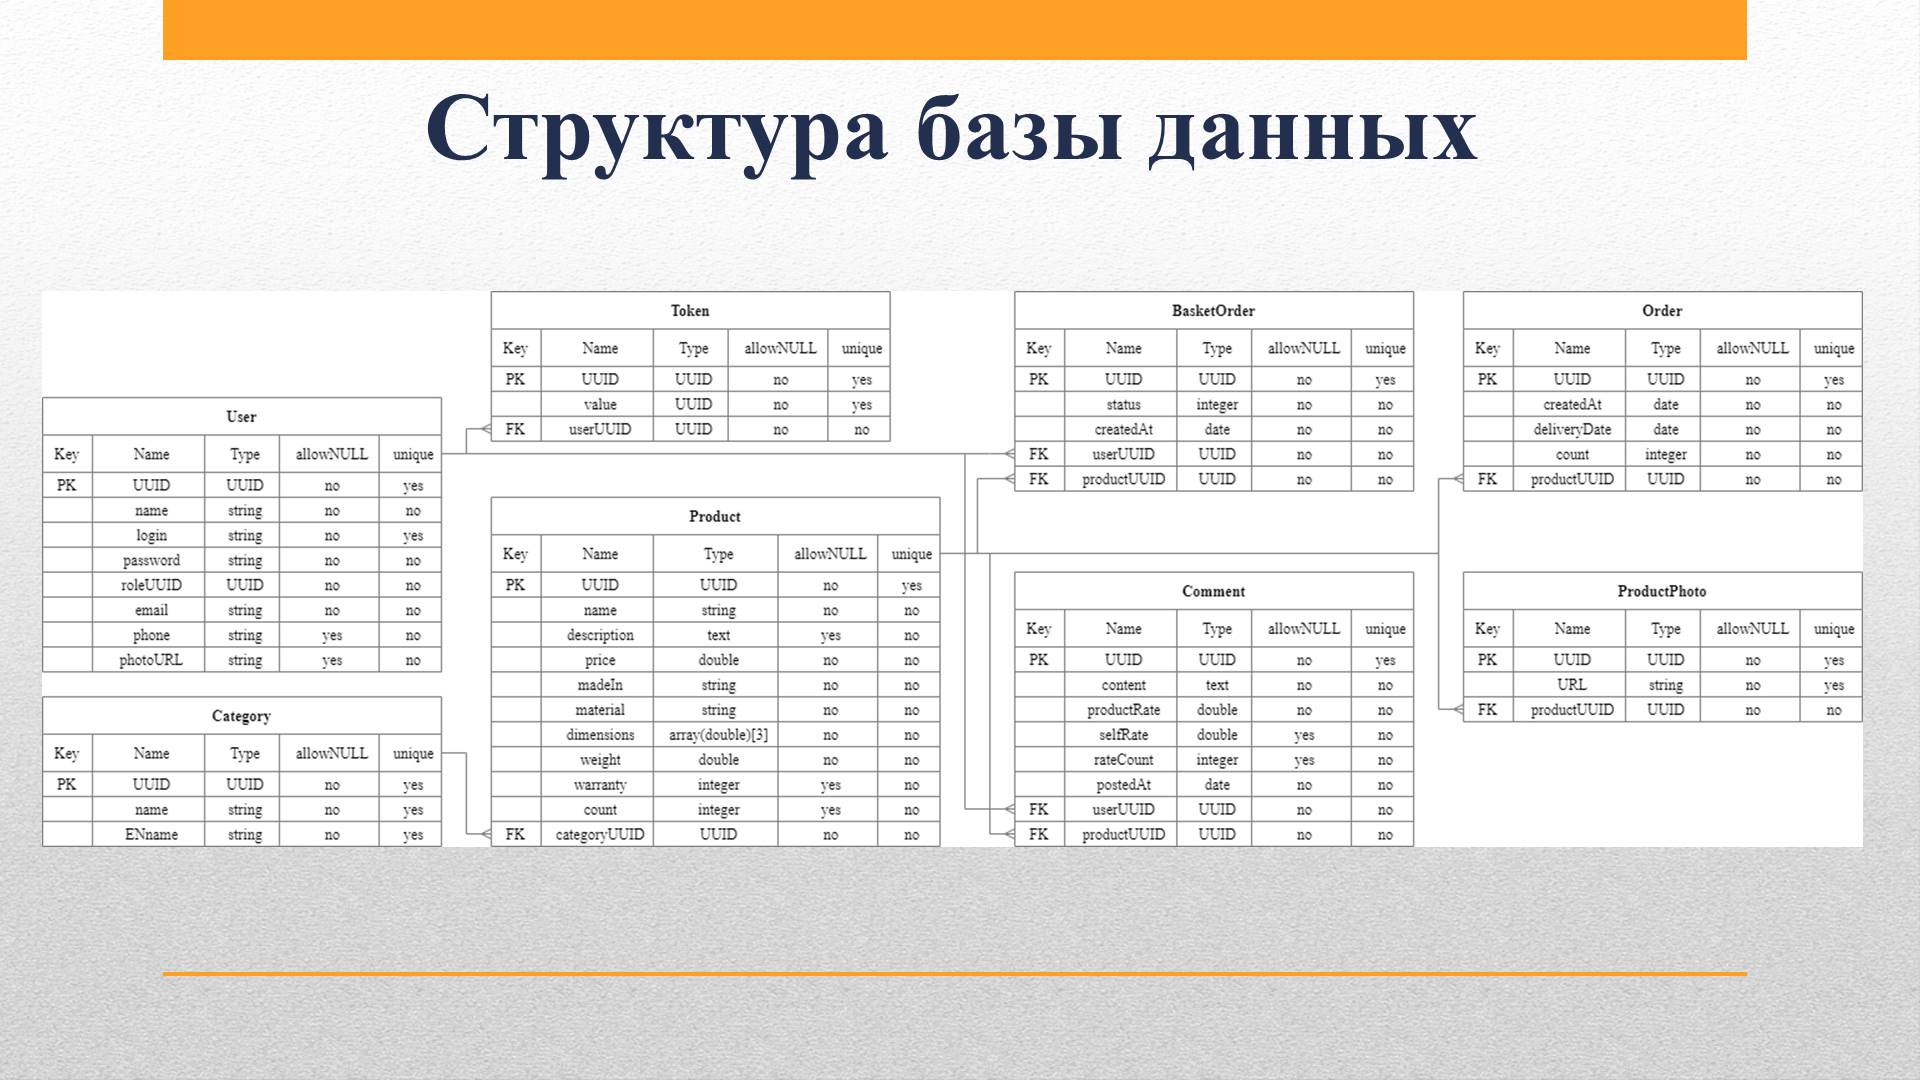 Структура базы данных
Token
Key Name Type allowNULL unique
PK UUID UUID no yes
value UUID no yes
FK userUUID UUID no no
BasketOrder
Key Name Type allowNULL unique
PK UUID UUID no yes
status integer no no
createdAt date no no
FK userUUID UUID no no
FK productUUID UUID no no
Order
Key Name Type allowNULL unique
PK UUID UUID no yes
createdAt date no no
deliveryDate date no no
count integer no no
FK productUUID UUID no no
User
Key Name Type allowNULL unique
PK UUID UUID no yes
name string no no
login string no yes
password string no no
roleUUID UUID no no
email string no no
phone string yes no
photoURL string yes no
Product
Key Name Type allowNULL unique
PK UUID UUID no yes
name string no no
description text yes no
price double no no
madeIn string no no
material string no no
dimensions array(double)[3] no no
weight double no no
warranty integer yes no
count integer yes no
FK categoryUUID UUID no no
Comment
Key Name Type allowNULL unique
PK UUID UUID no yes
content text no no
productRate double no no
selfRate double yes no
rateCount integer yes no
postedAt date no no
FK userUUID UUID no no
FK productUUID UUID no no
ProductPhoto
Key Name Type allowNULL unique
PK UUID UUID no yes
URL string no yes
FK productUUID UUID no no
Category
Key Name Type allowNULL unique
PK UUID UUID no yes
name string no yes
ENname string no yes